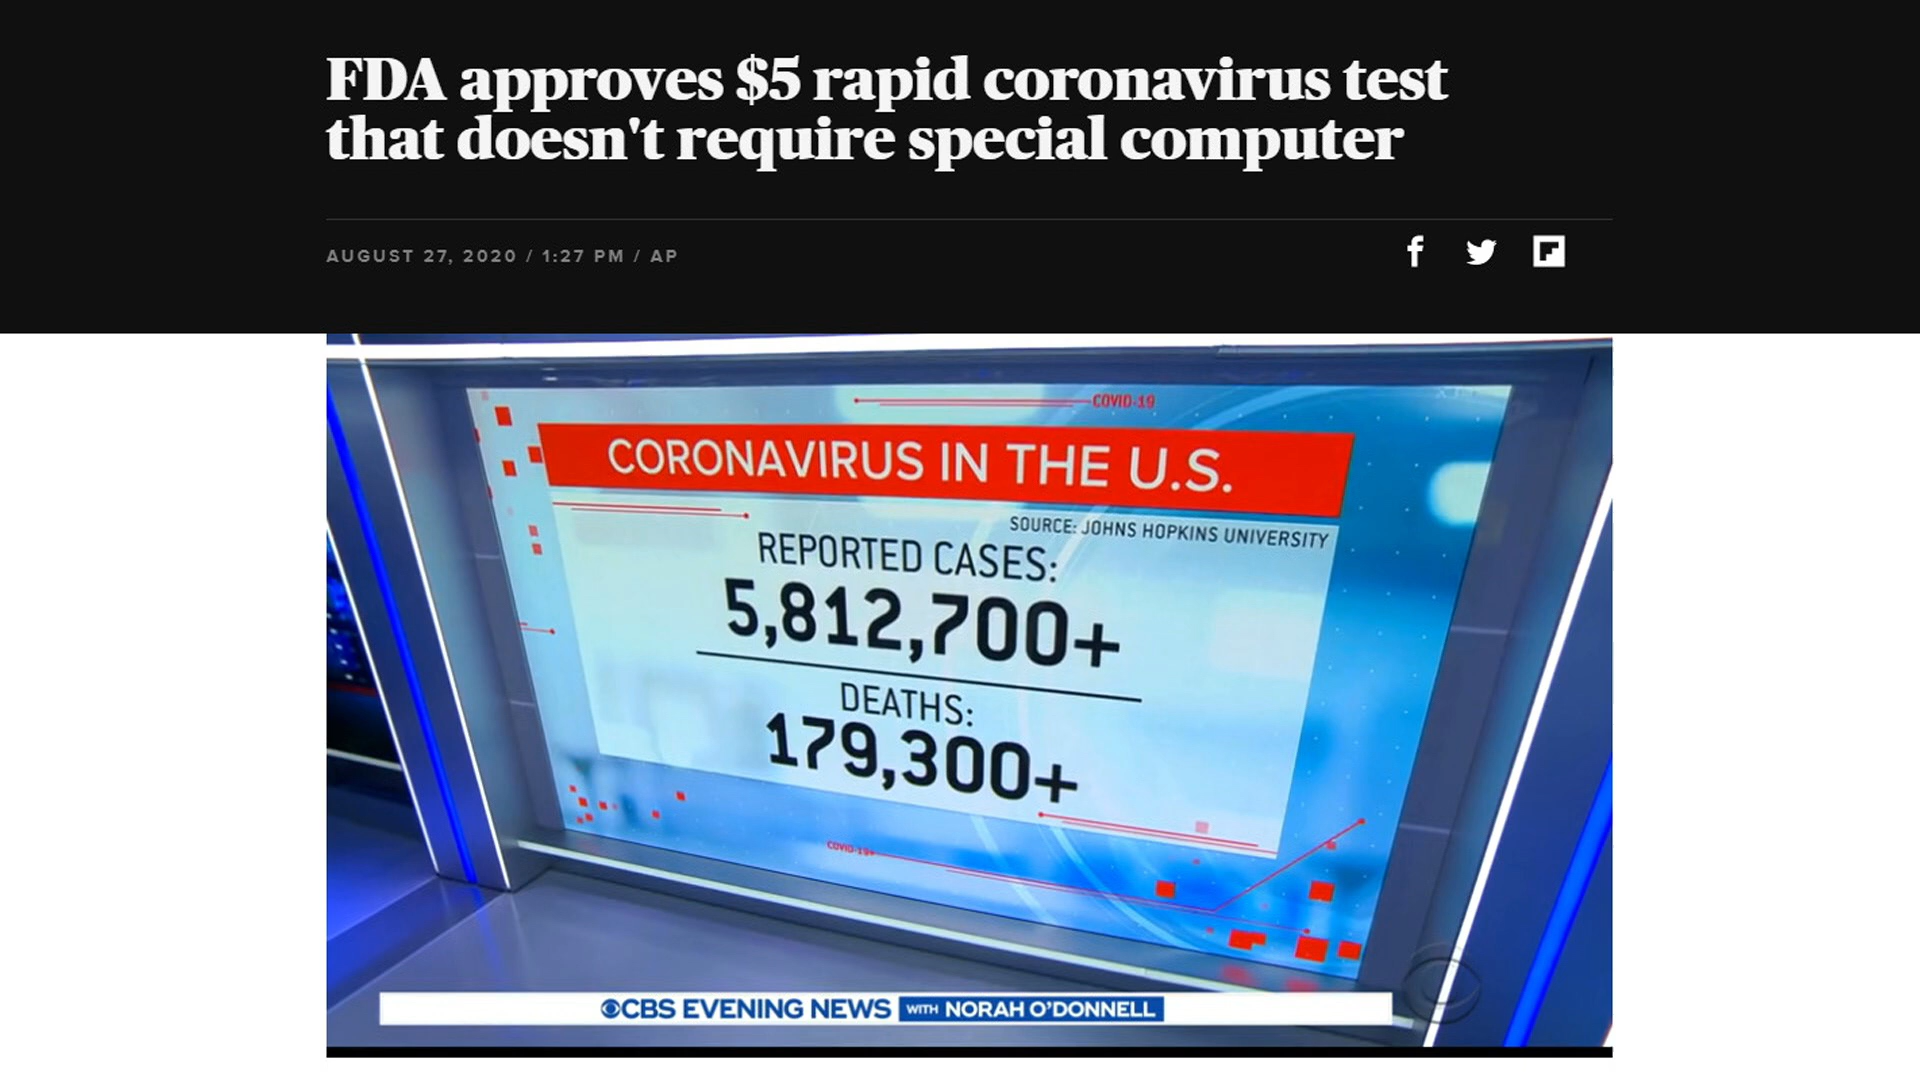 FDA approves $5 rapid coronavirus test
that doesn't require special computer
AUGUST 27, 2020 / 1:27 PM / AP
COVID-19
CORONAVIRUS IN THE U.S.
SOURCE: JOHNS HOPKINS UNIVERSITY
REPORTED CASES:
5,812,700+
DEATHS:
179,300+
COVID-19
CBS EVENING NEWS WITH NORAH O'DONNELL